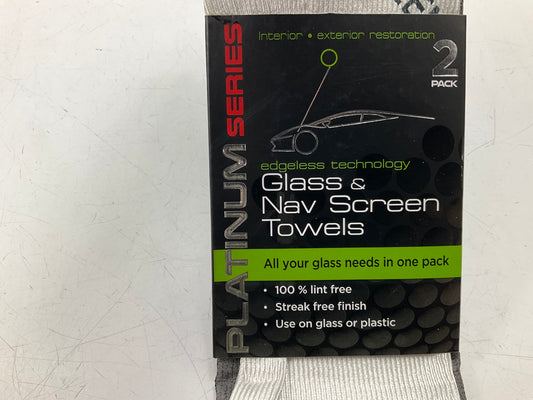 interior • exterior restoration
2
PACK
PLATINUM SERIES
edgeless technology
Glass &
Nav Screen
Towels
All your glass needs in one pack
• 100 % lint free
• Streak free finish
• Use on glass or plastic